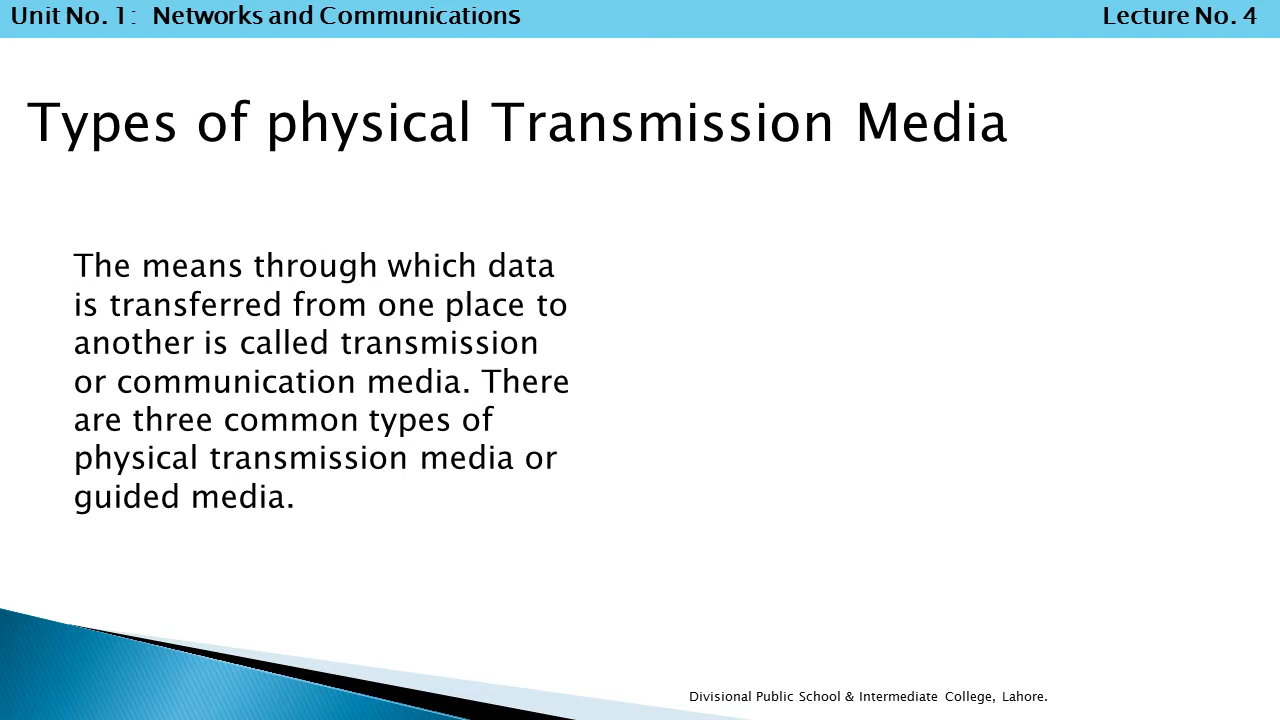 Unit No. 1: Networks and Communications
Lecture No. 4
Types of physical Transmission Media
The means through which data
is transferred from one place to
another is called transmission
or communication media. There
are three common types of
physical transmission media or
guided media.
Divisional Public School & Intermediate College, Lahore.